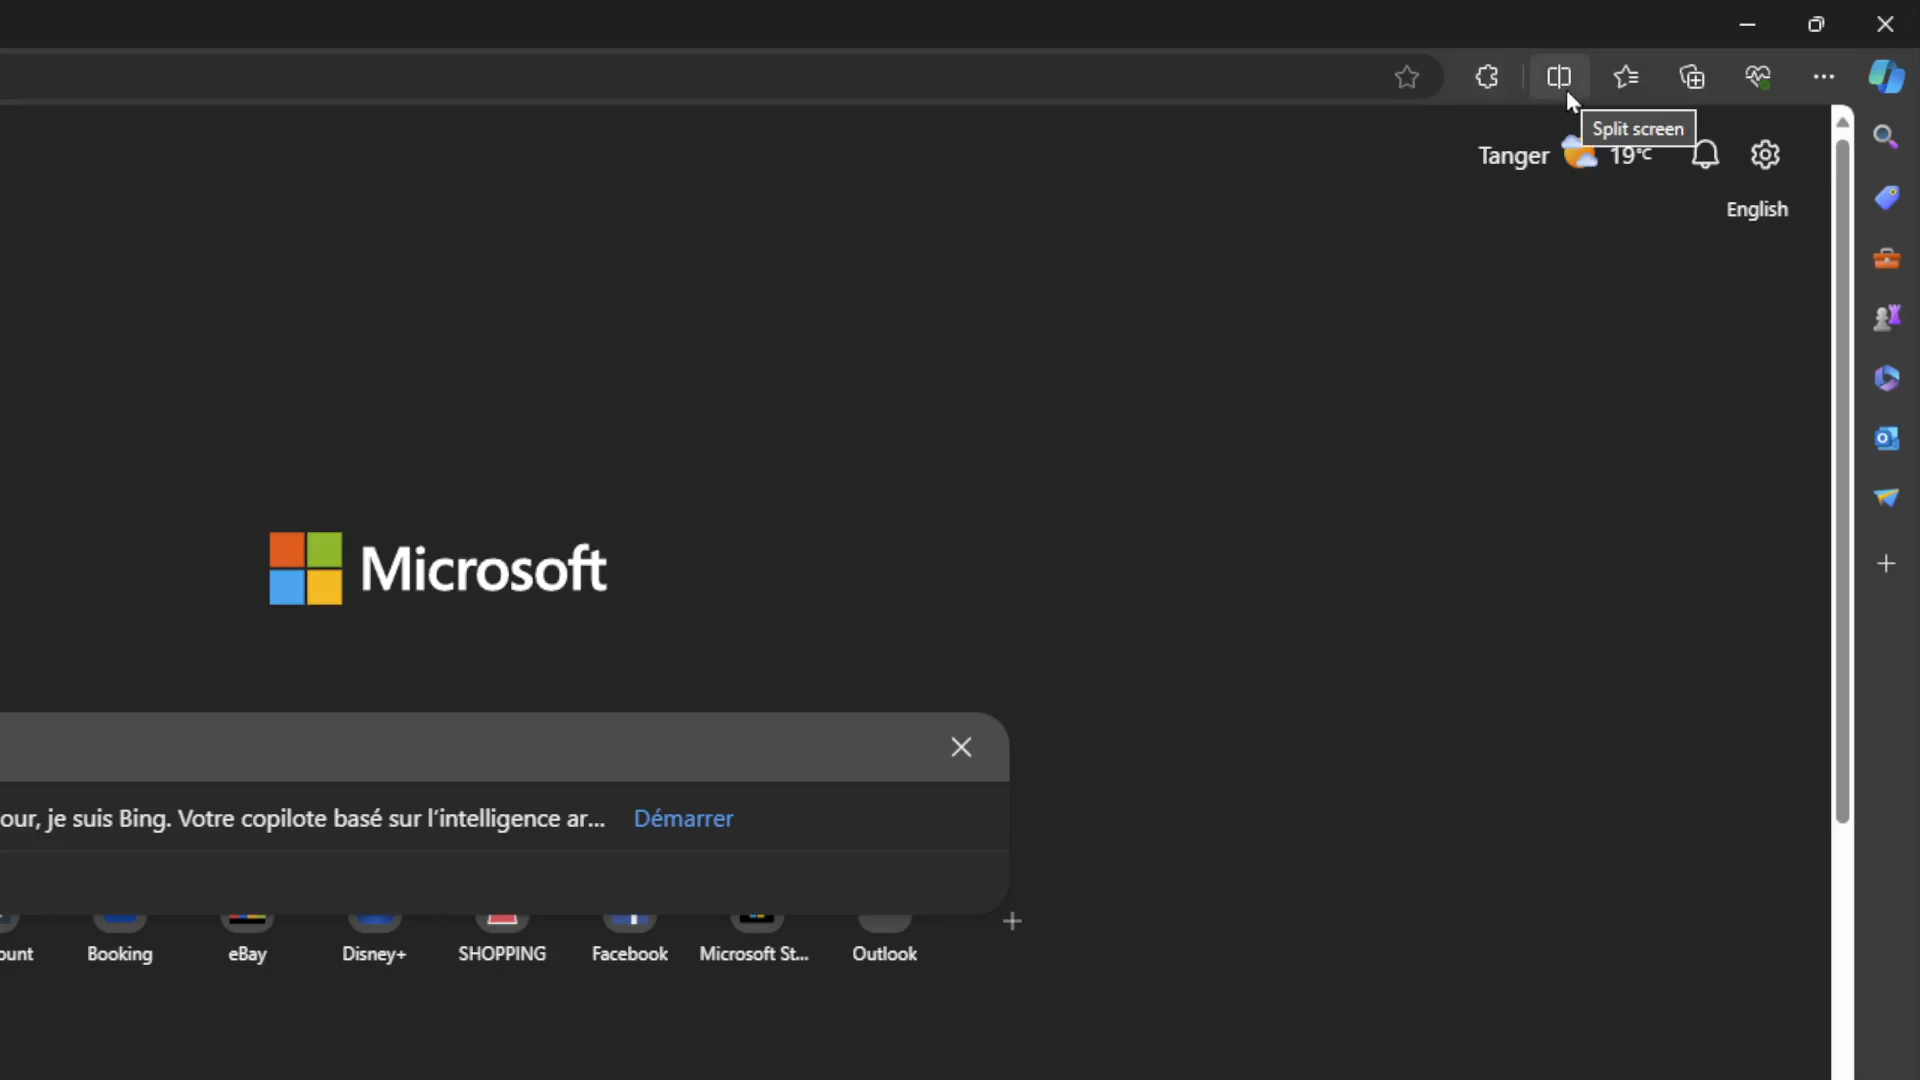 Split screen
Tanger 19°C
English
Microsoft
our, je suis Bing. Votre copilote basé sur l'intelligence ar... Démarrer
ount Booking eBay Disney+ SHOPPING Facebook Microsoft St... Outlook